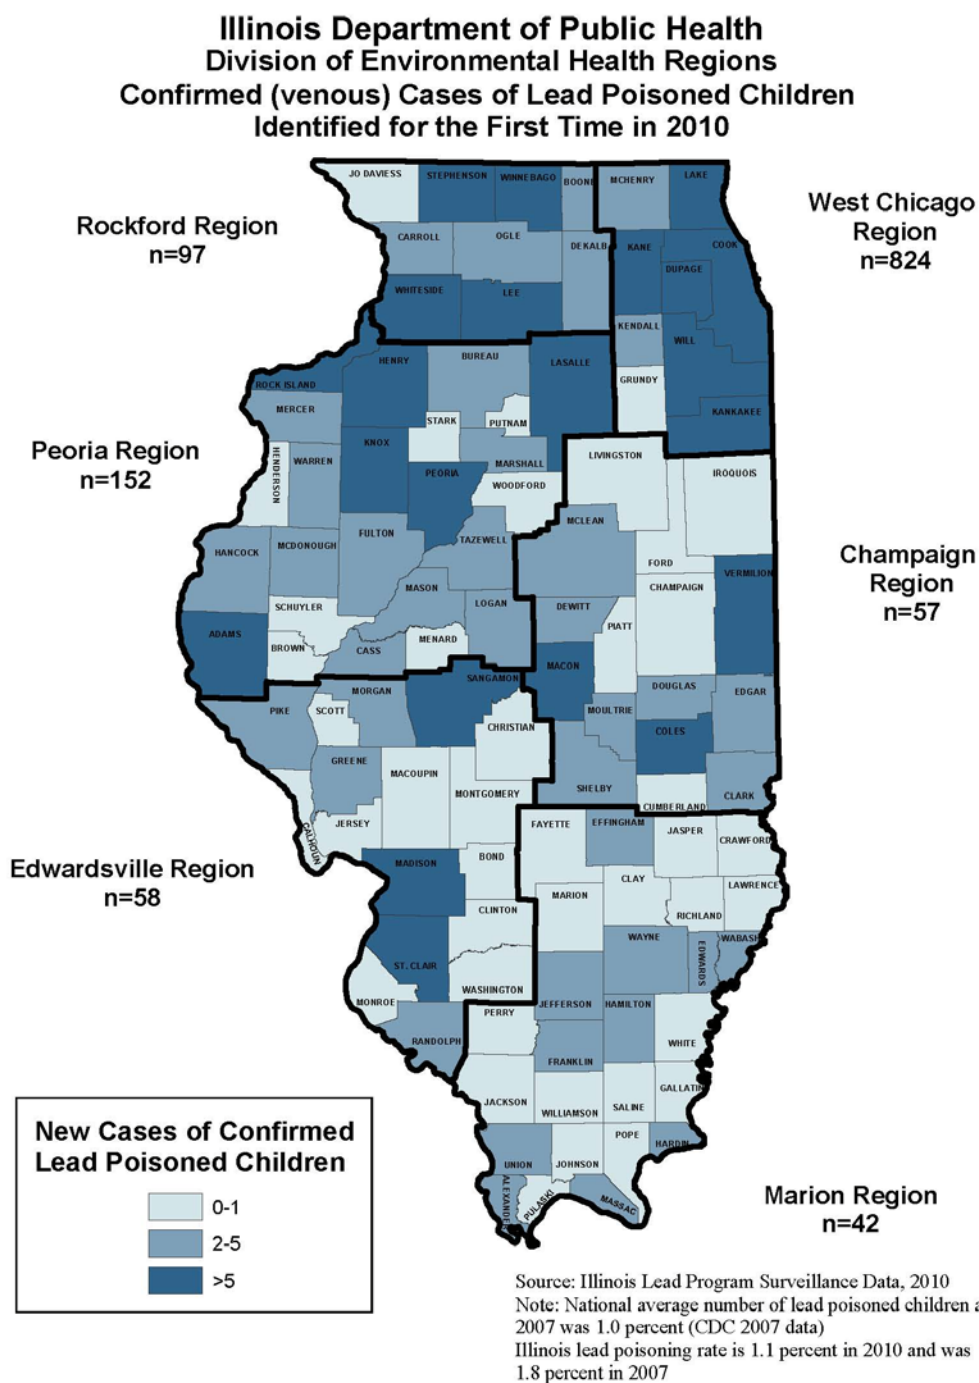 Illinois Department of Public Health
Division of Environmental Health Regions
Confirmed (venous) Cases of Lead Poisoned Children
Identified for the First Time in 2010
JO DAVIESS
STEPHENSON
WINNEBAGO
BOONE
MCHENRY
LAKE
Rockford Region
n=97
West Chicago
Region
n=824
CARROLL
OGLE
DEKALB
KANE
COOK
DUPAGE
WHITESIDE
LEE
KENDALL
WILL
HENRY
BUREAU
LASALLE
GRUNDY
ROCK ISLAND
MERCER
STARK
PUTNAM
KANKAKEE
Peoria Region
n=152
HENDERSON
WARREN
KNOX
PEORIA
MARSHALL
WOODFORD
LIVINGSTON
IROQUOIS
HANCOCK
MCDONOUGH
FULTON
TAZEWELL
MCLEAN
FORD
CHAMPAIGN
VERMILION
Champaign
Region
n=57
MASON
LOGAN
DEWITT
PIATT
SCHUYLER
ADAMS
BROWN
CASS
MENARD
MACON
SANGAMON
DOUGLAS
EDGAR
PIKE
SCOTT
MORGAN
CHRISTIAN
MOULTRIE
COLES
GREENE
MACOUPIN
MONTGOMERY
SHELBY
CLARK
CUMBERLAND
CALHOUN
JERSEY
FAYETTE
EFFINGHAM
JASPER
CRAWFORD
Edwardsville Region
n=58
MADISON
BOND
CLAY
LAWRENCE
MARION
RICHLAND
CLINTON
WAYNE
EDWARDS
WABASH
ST. CLAIR
WASHINGTON
MONROE
PERRY
JEFFERSON
HAMILTON
WHITE
RANDOLPH
FRANKLIN
JACKSON
WILLIAMSON
SALINE
GALLATIN
UNION
JOHNSON
POPE
HARDIN
ALEXANDER
PULASKI
MASSAC
Marion Region
n=42
New Cases of Confirmed
Lead Poisoned Children
0-1
2-5
>5
Source: Illinois Lead Program Surveillance Data, 2010
Note: National average number of lead poisoned children a
2007 was 1.0 percent (CDC 2007 data)
Illinois lead poisoning rate is 1.1 percent in 2010 and was
1.8 percent in 2007